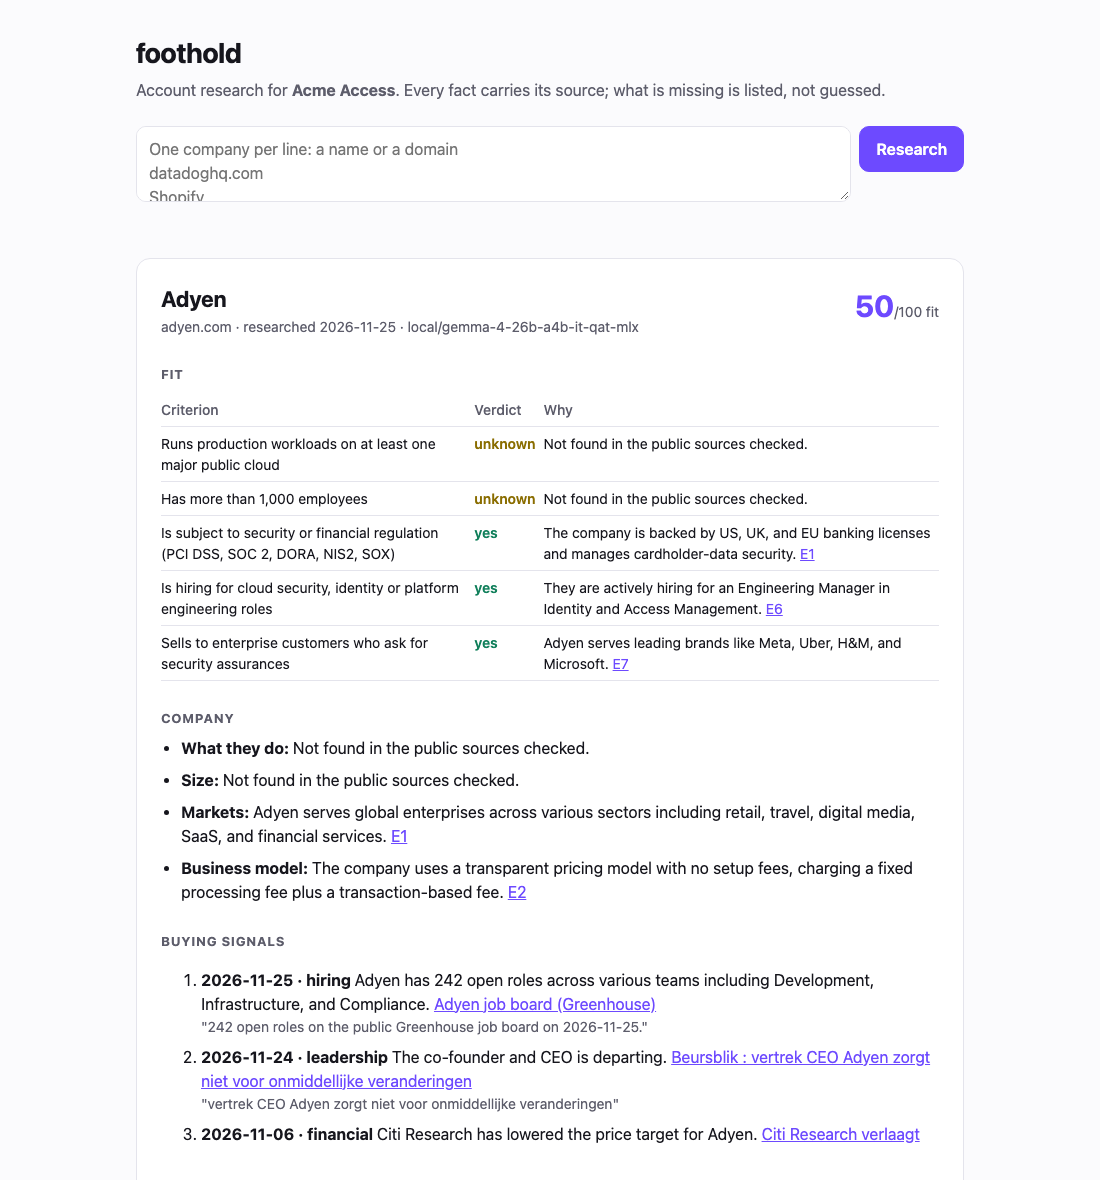 foothold
Account research for Acme Access. Every fact carries its source; what is missing is listed, not guessed.
One company per line: a name or a domain
datadoghq.com
Shopify
Research
Adyen
50/100 fit
adyen.com · researched 2026-11-25 · local/gemma-4-26b-a4b-it-qat-mlx
FIT
Criterion Verdict Why
Runs production workloads on at least one
major public cloud
unknown Not found in the public sources checked.
Has more than 1,000 employees unknown Not found in the public sources checked.
Is subject to security or financial regulation
(PCI DSS, SOC 2, DORA, NIS2, SOX)
yes The company is backed by US, UK, and EU banking licenses
and manages cardholder-data security. E1
Is hiring for cloud security, identity or platform
engineering roles
yes They are actively hiring for an Engineering Manager in
Identity and Access Management. E6
Sells to enterprise customers who ask for
security assurances
yes Adyen serves leading brands like Meta, Uber, H&M, and
Microsoft. E7
COMPANY
• What they do: Not found in the public sources checked.
• Size: Not found in the public sources checked.
• Markets: Adyen serves global enterprises across various sectors including retail, travel, digital media,
SaaS, and financial services. E1
• Business model: The company uses a transparent pricing model with no setup fees, charging a fixed
processing fee plus a transaction-based fee. E2
BUYING SIGNALS
1. 2026-11-25 · hiring Adyen has 242 open roles across various teams including Development,
Infrastructure, and Compliance. Adyen job board (Greenhouse)
"242 open roles on the public Greenhouse job board on 2026-11-25."
2. 2026-11-24 · leadership The co-founder and CEO is departing. Beursblik : vertrek CEO Adyen zorgt
niet voor onmiddellijke veranderingen
"vertrek CEO Adyen zorgt niet voor onmiddellijke veranderingen"
3. 2026-11-06 · financial Citi Research has lowered the price target for Adyen. Citi Research verlaagt